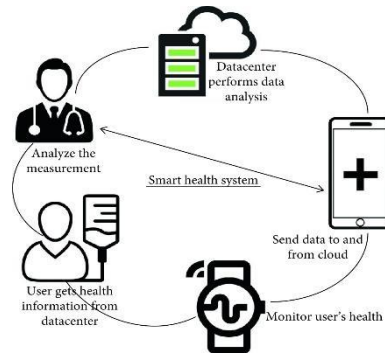 Datacenter
performs data
analysis
Analyze the
measurement
Smart health system
Send data to and
from cloud
User gets health
information from
datacenter
Monitor user's health